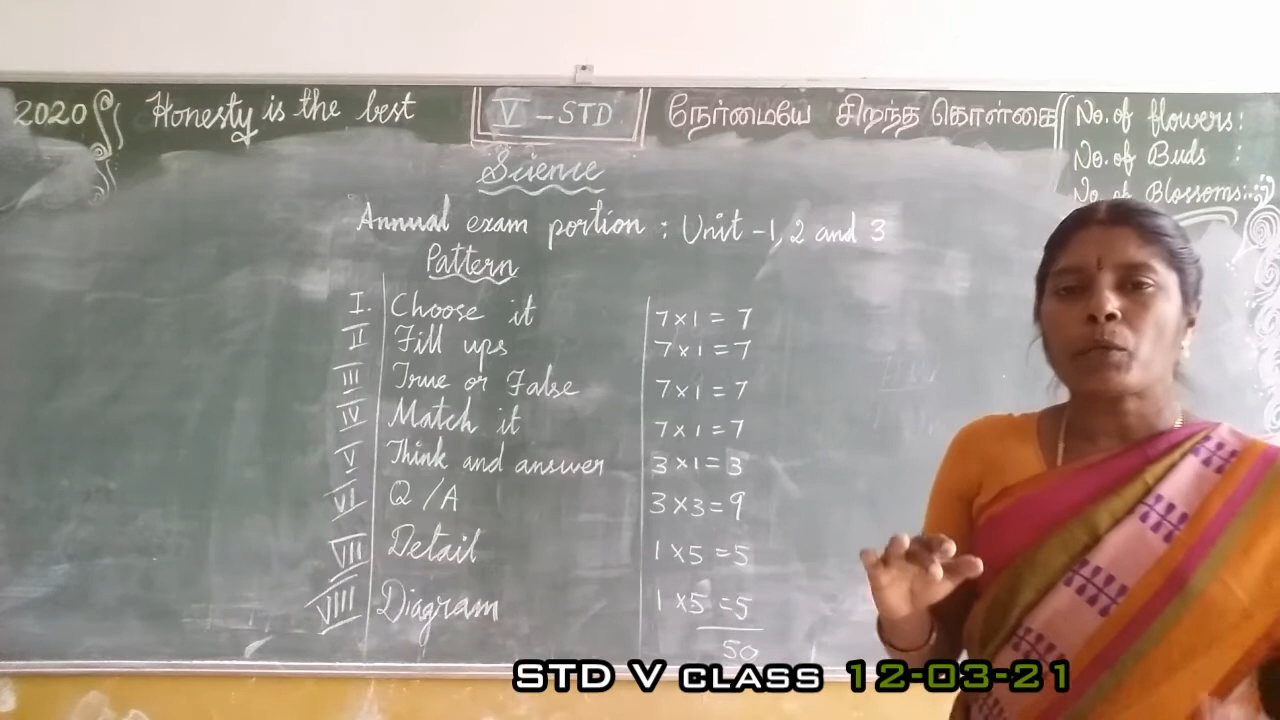 2020 Honesty is the best V - STD நேர்மையே சிறந்த கொள்கை
No. of flowers:
No. of Buds :
No. of Blossoms:
Science
Annual exam portion : Unit - 1, 2 and 3
Pattern
I. Choose it 7 × 1 = 7
II Fill ups 7 × 1 = 7
III True or False 7 × 1 = 7
IV Match it 7 × 1 = 7
V Think and answer 3 × 1 = 3
VI Q / A 3 × 3 = 9
VII Detail 1 × 5 = 5
VIII Diagram 1 × 5 = 5
50
STD V CLASS 12-03-21